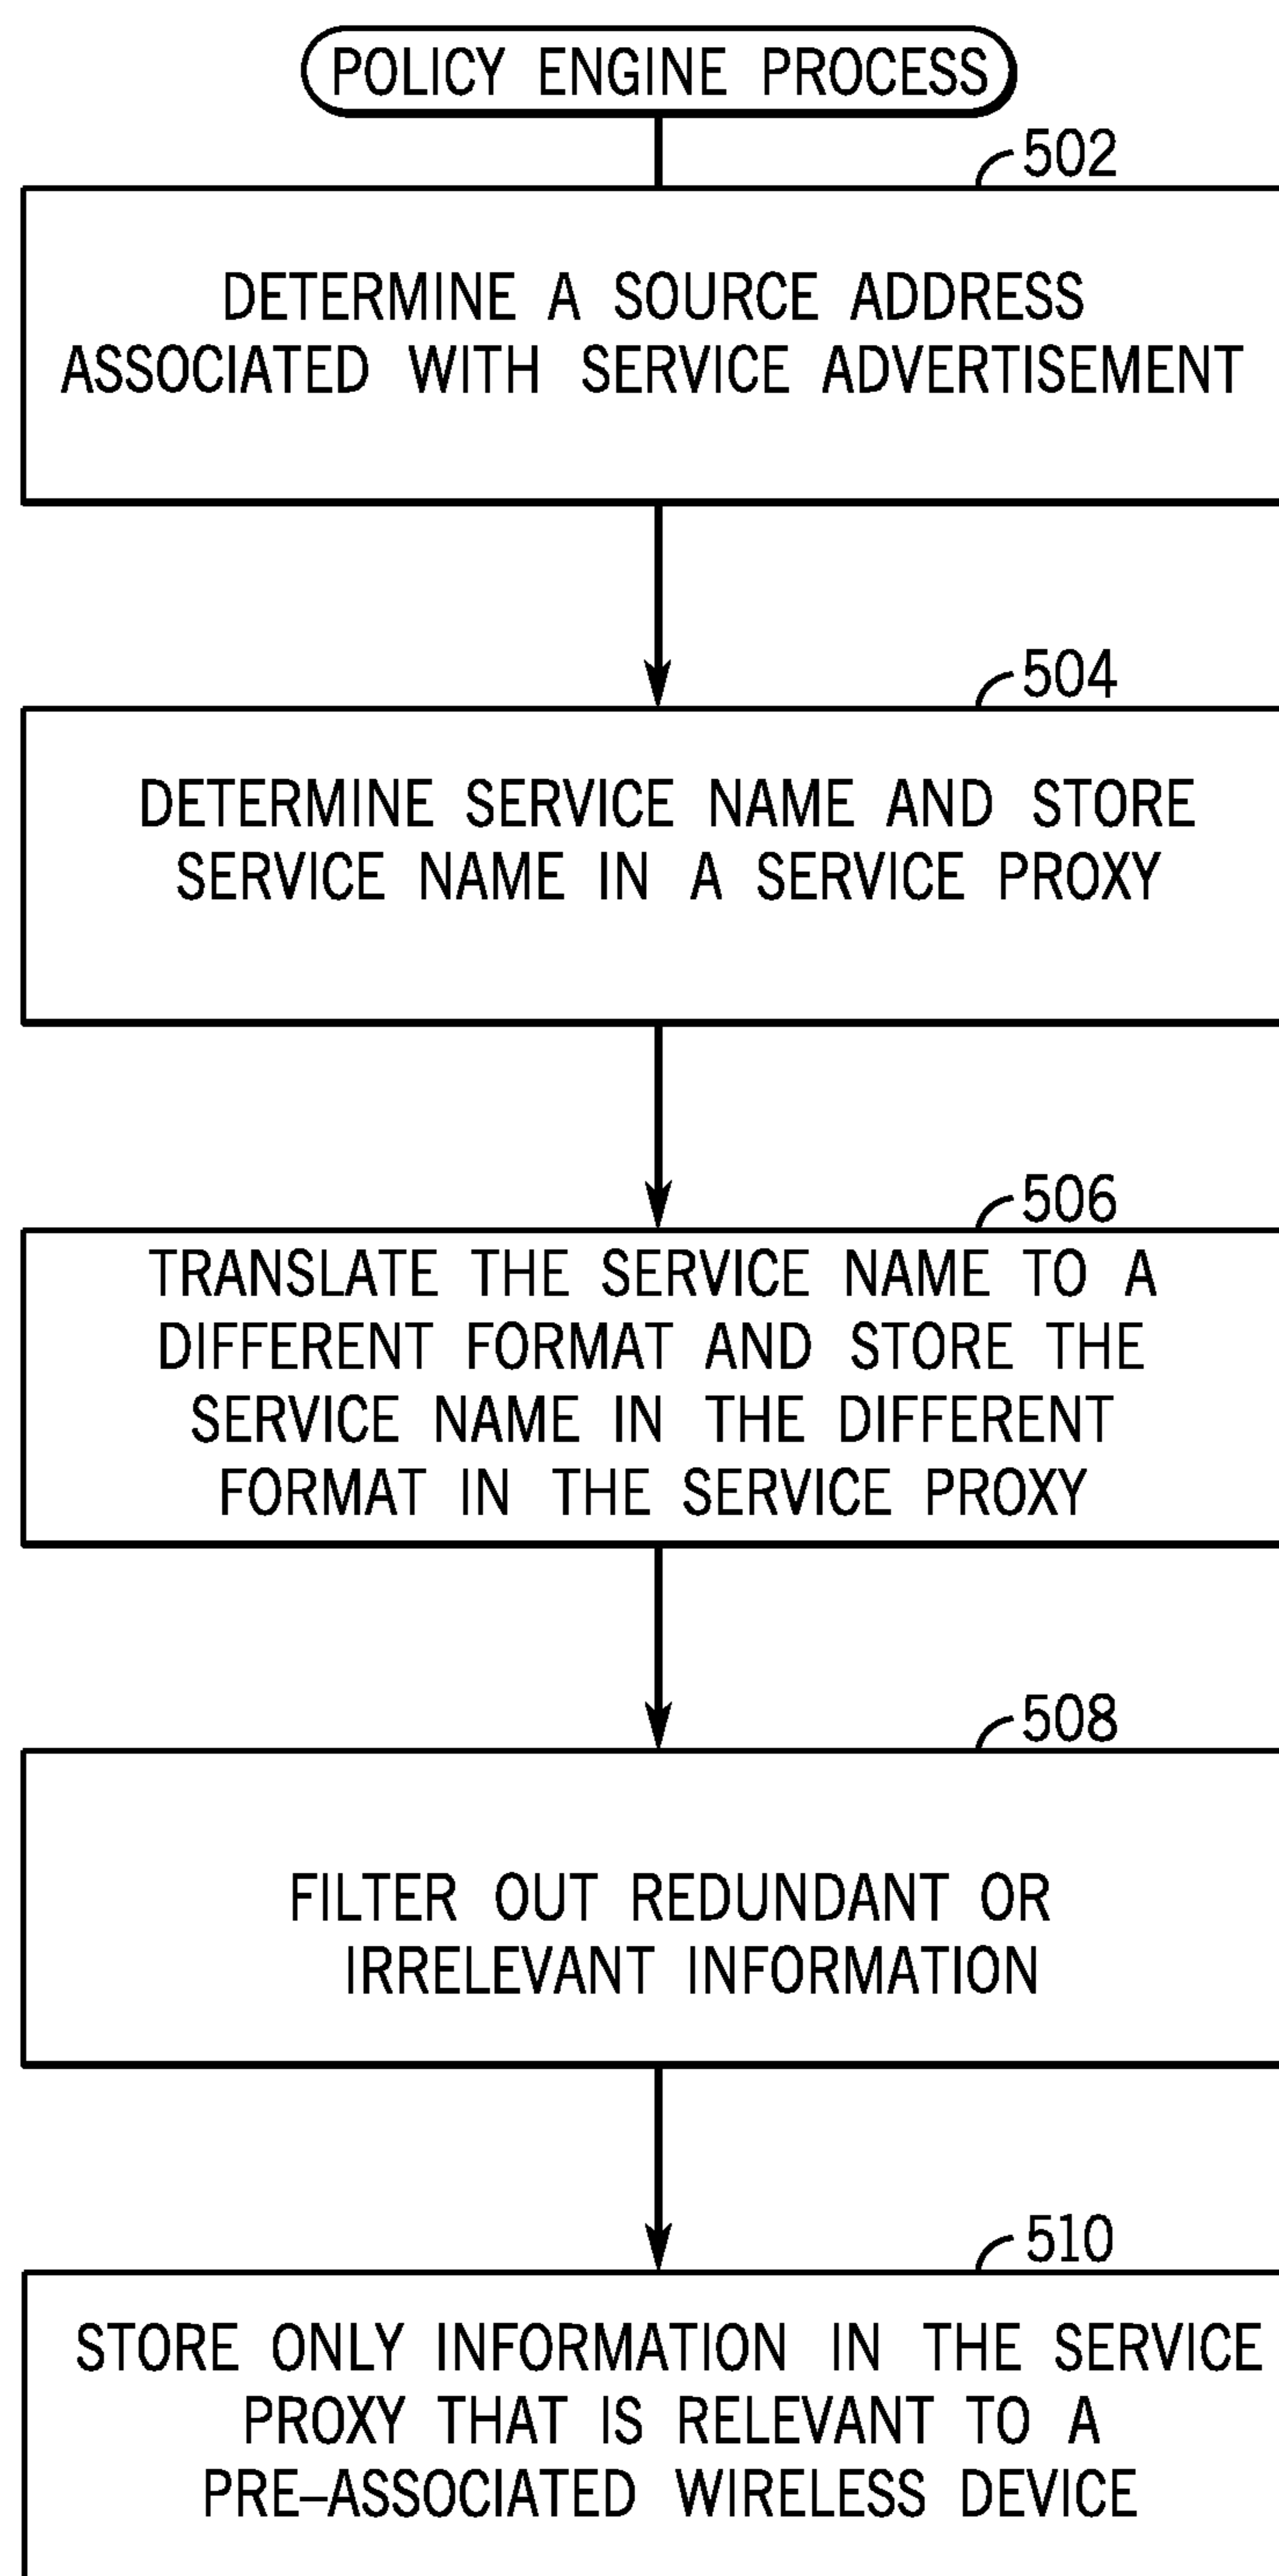 POLICY ENGINE PROCESS
502
DETERMINE A SOURCE ADDRESS
ASSOCIATED WITH SERVICE ADVERTISEMENT
504
DETERMINE SERVICE NAME AND STORE
SERVICE NAME IN A SERVICE PROXY
506
TRANSLATE THE SERVICE NAME TO A
DIFFERENT FORMAT AND STORE THE
SERVICE NAME IN THE DIFFERENT
FORMAT IN THE SERVICE PROXY
508
FILTER OUT REDUNDANT OR
IRRELEVANT INFORMATION
510
STORE ONLY INFORMATION IN THE SERVICE
PROXY THAT IS RELEVANT TO A
PRE–ASSOCIATED WIRELESS DEVICE